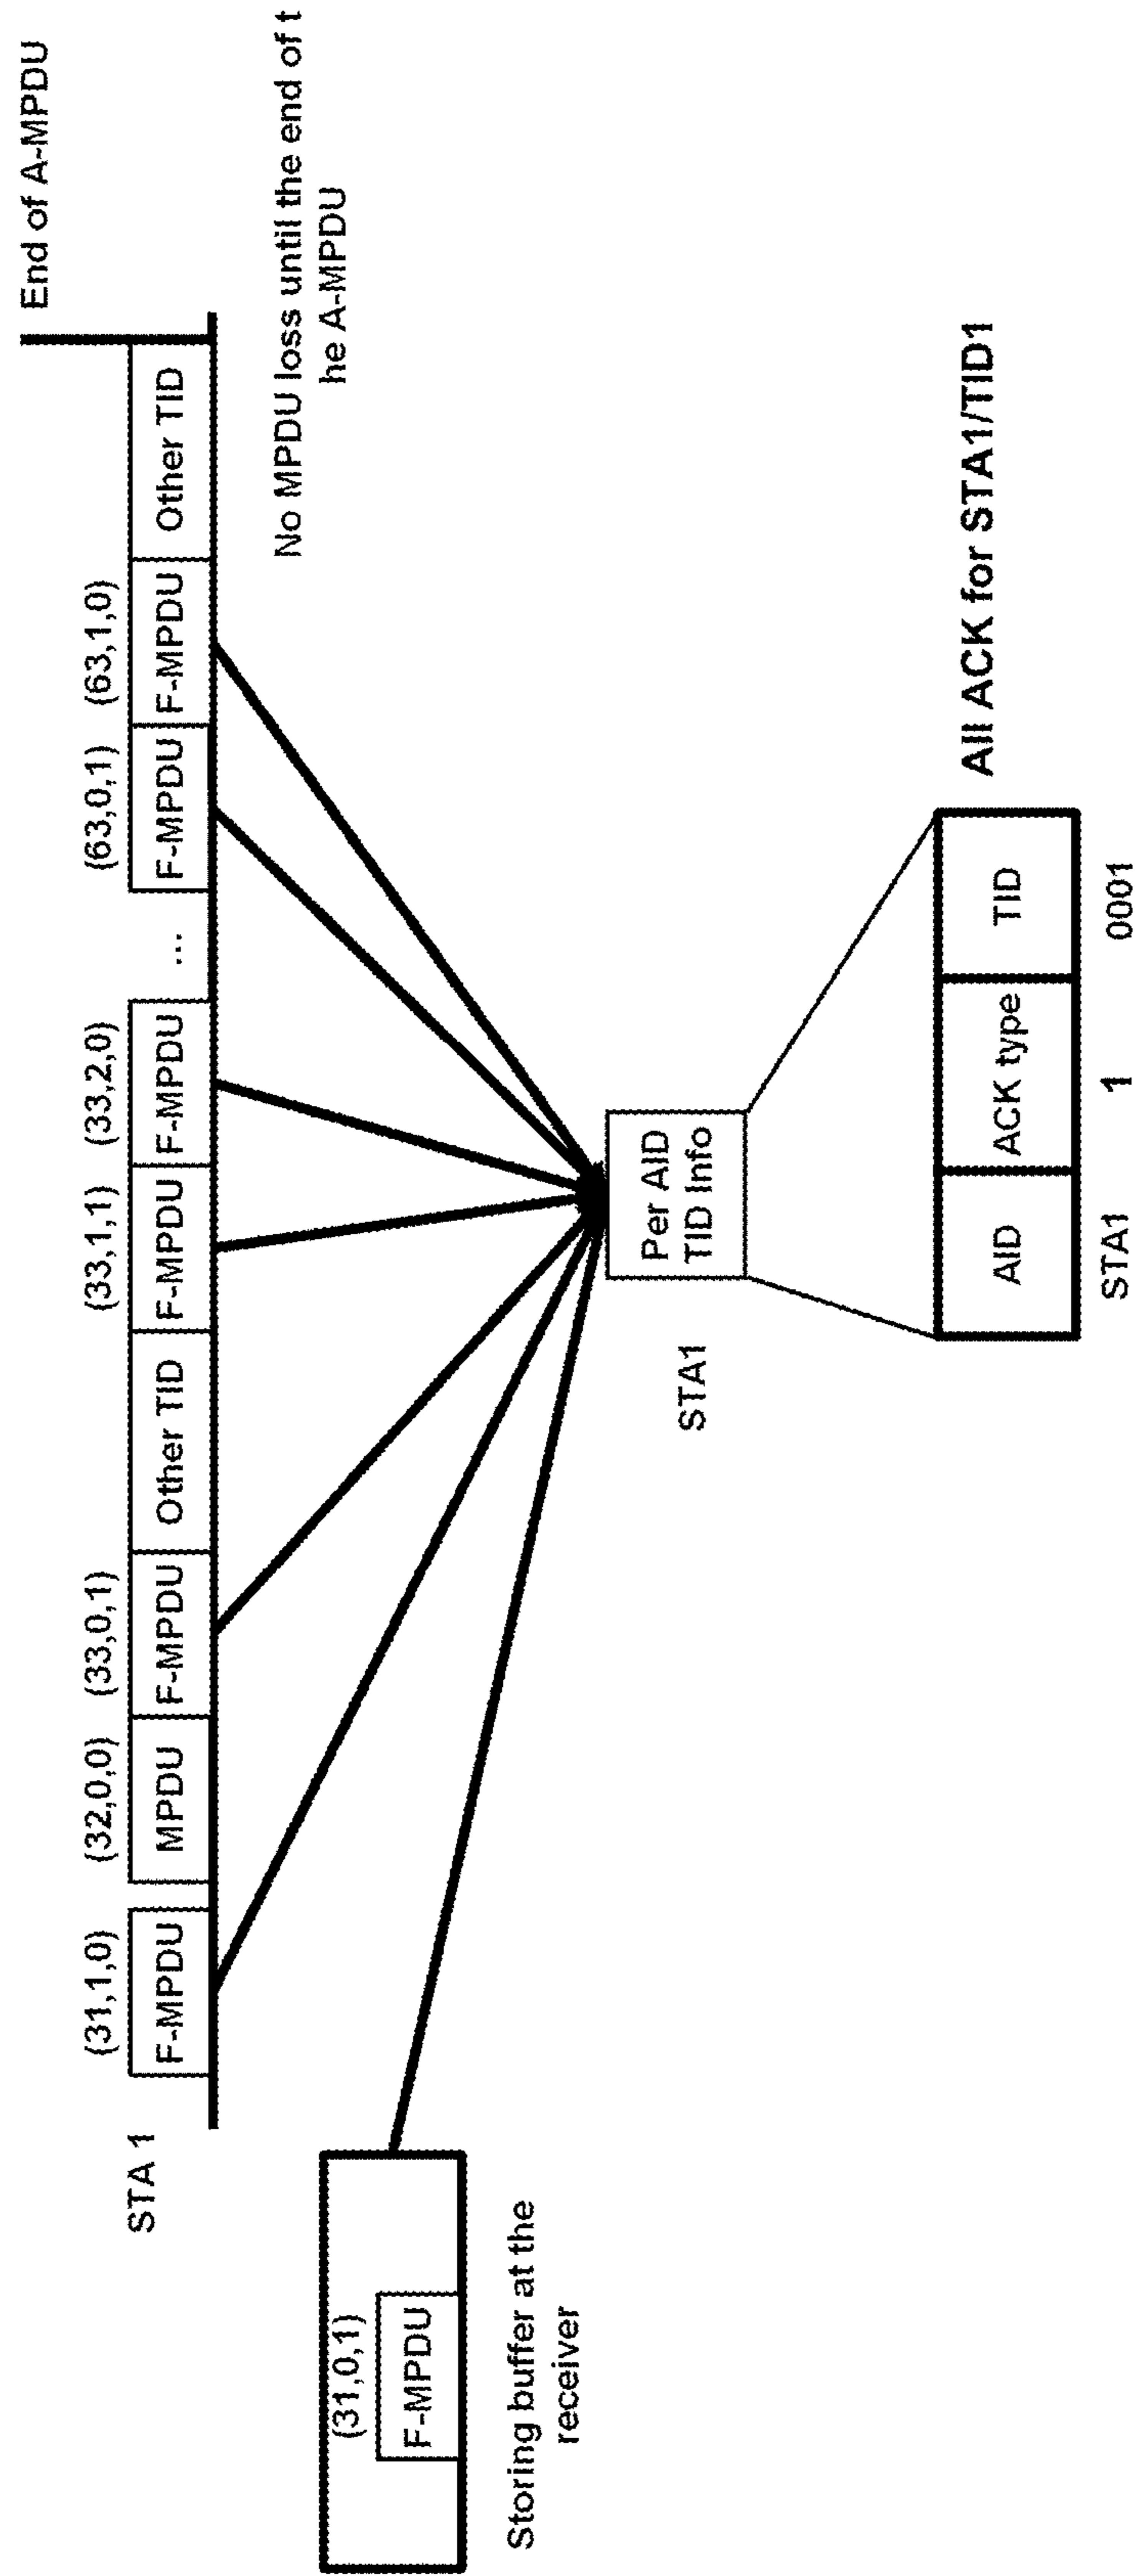 End of A-MPDU
(31,1,0) (32,0,0) (33,0,1) (33,1,1) (33,2,0) (63,0,1) (63,1,0)
STA 1 F-MPDU MPDU F-MPDU Other TID F-MPDU F-MPDU ... F-MPDU F-MPDU Other TID
No MPDU loss until the end of t
he A-MPDU
(31,0,1)
F-MPDU
Storing buffer at the
receiver
Per AID
TID Info
STA1
All ACK for STA1/TID1
AID ACK type TID
STA1 1 0001